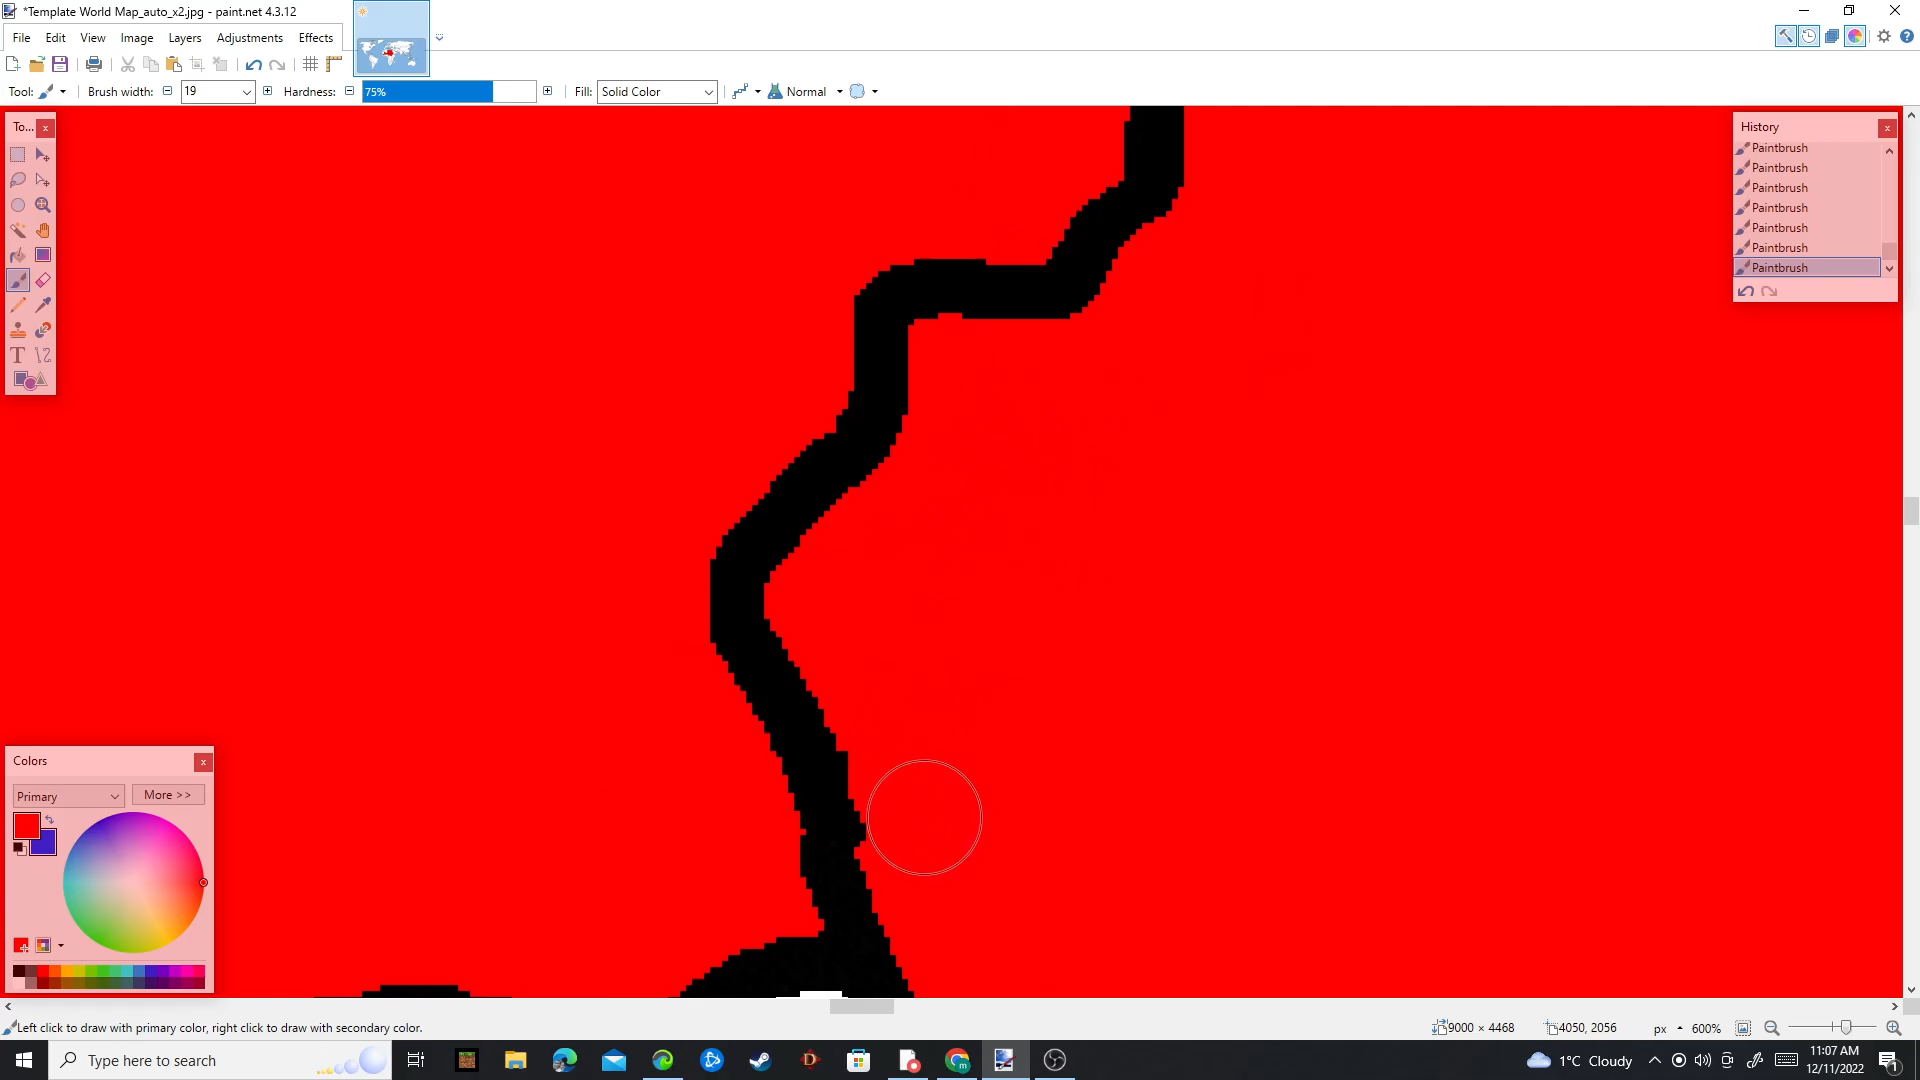 *Template World Map_auto_x2.jpg - paint.net 4.3.12
File Edit View Image Layers Adjustments Effects
Tool: Brush width: 19 Hardness: 75% Fill: Solid Color Normal
To...
History
Paintbrush
Paintbrush
Paintbrush
Paintbrush
Paintbrush
Paintbrush
Paintbrush
Colors
Primary More >>
Left click to draw with primary color, right click to draw with secondary color.
9000 × 4468 4050, 2056 px 600%
Type here to search
1°C Cloudy
11:07 AM
12/11/2022
1